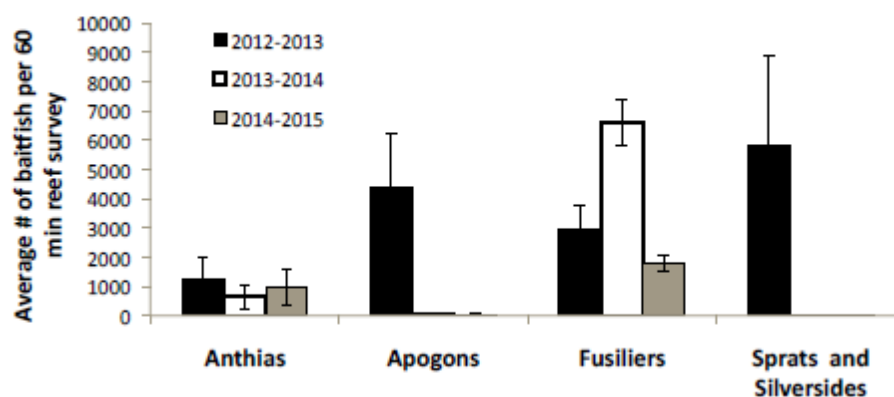 Average # of baitfish per 60
min reef survey
10000
9000
8000
7000
6000
5000
4000
3000
2000
1000
0
2012-2013
2013-2014
2014-2015
Anthias
Apogons
Fusiliers
Sprats and
Silversides